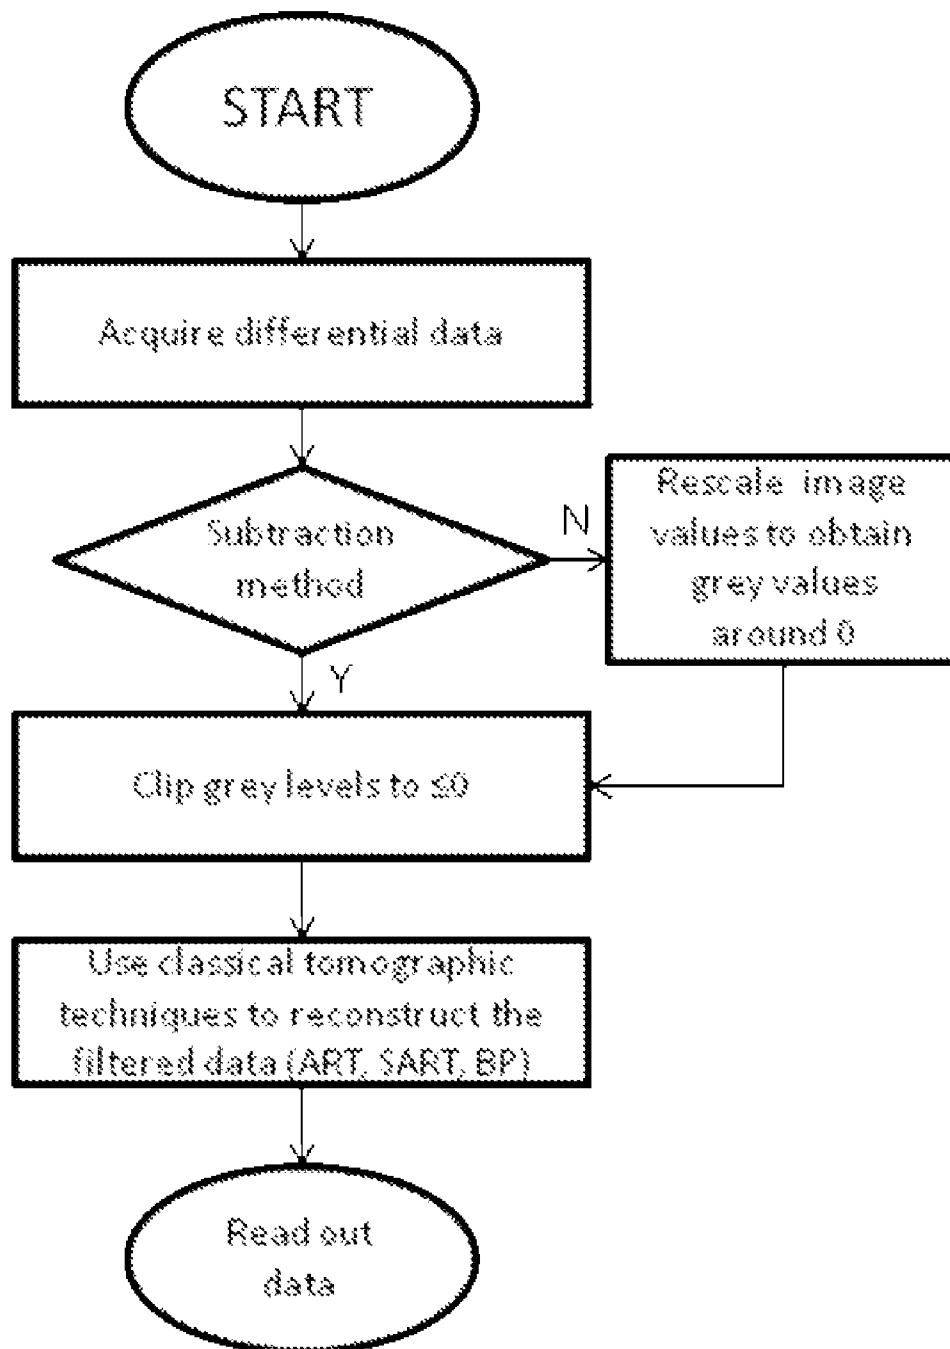 START
Acquire differential data
Subtraction
method
N
Rescale image
values to obtain
grey values
around 0
Y
Clip grey levels to ≤0
Use classical tomographic
techniques to reconstruct the
filtered data (ART, SART, BP)
Read out
data